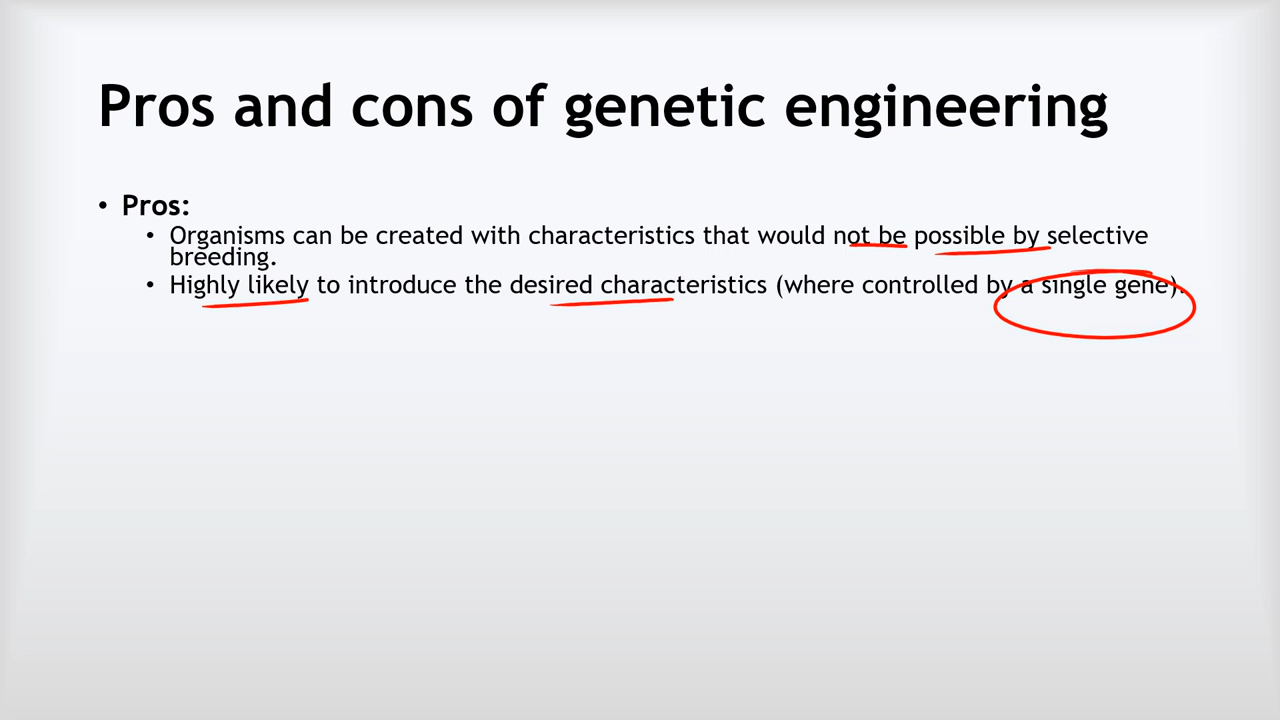 Pros and cons of genetic engineering
• Pros:
• Organisms can be created with characteristics that would not be possible by selective
breeding.
• Highly likely to introduce the desired characteristics (where controlled by a single gene).